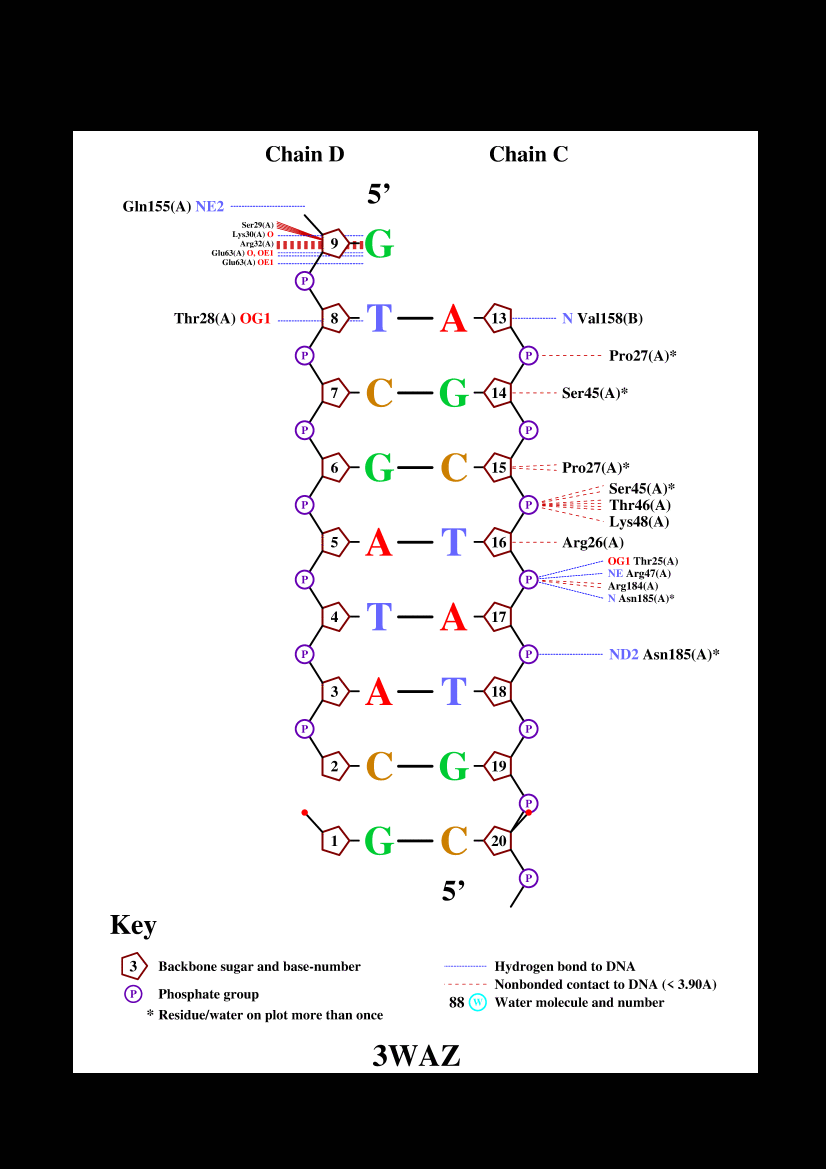 Chain D Chain C
5’
Gln155(A) NE2
Ser29(A)
Lys30(A) O
Arg32(A)
Glu63(A) O, OE1
Glu63(A) OE1
9 G
P
Thr28(A) OG1 8 T A 13 N Val158(B)
P P Pro27(A)*
7 C G 14 Ser45(A)*
P P
6 G C 15 Pro27(A)*
Ser45(A)*
P P Thr46(A)
Lys48(A)
5 A T 16 Arg26(A)
OG1 Thr25(A)
NE Arg47(A)
P P
Arg184(A)
N Asn185(A)*
4 T A 17
P P ND2 Asn185(A)*
3 A T 18
P P
2 C G 19
P
1 G C 20
P
5’
Key
3 Backbone sugar and base-number
P Phosphate group
* Residue/water on plot more than once
Hydrogen bond to DNA
Nonbonded contact to DNA (< 3.90A)
88 W Water molecule and number
3WAZ